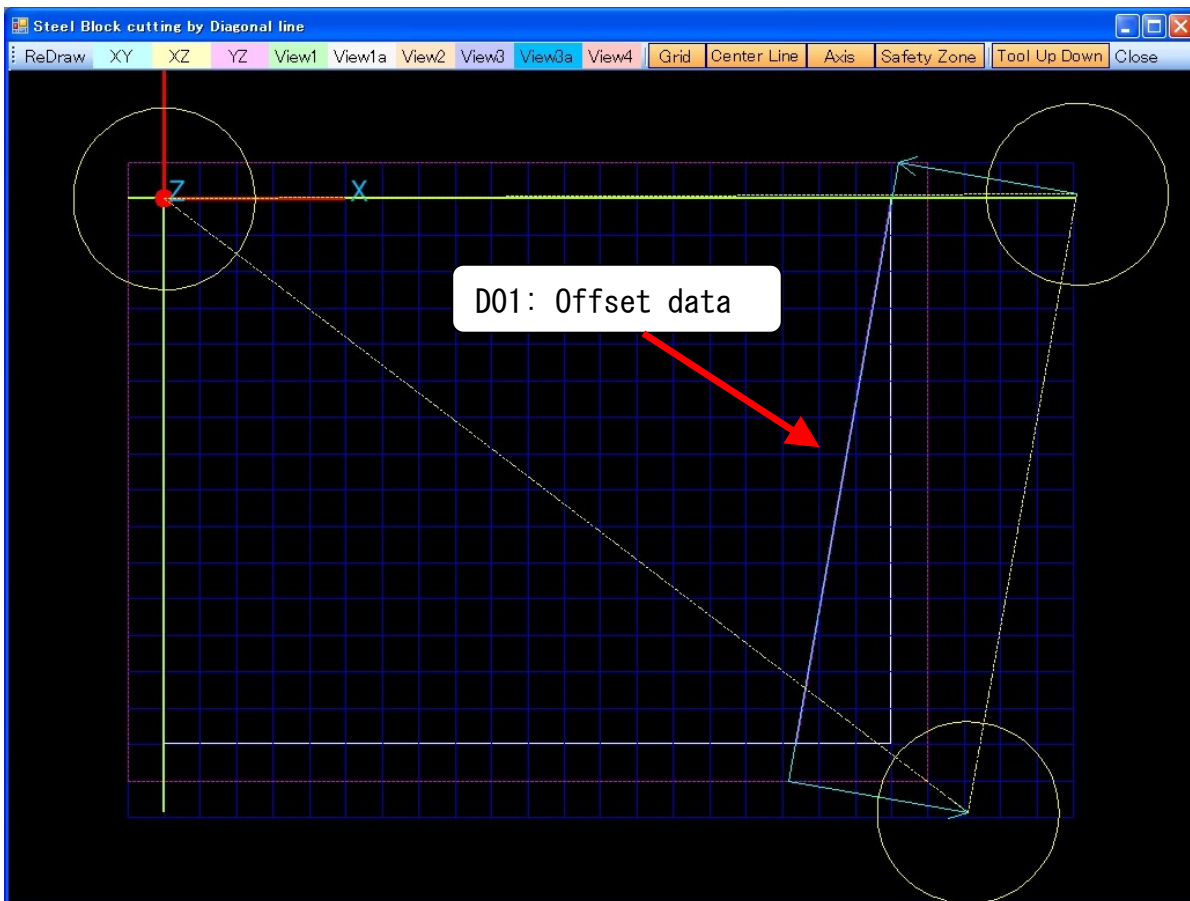 Steel Block cutting by Diagonal line
ReDraw XY XZ YZ View1 View1a View2 View3 View3a View4 Grid Center Line Axis Safety Zone Tool Up Down Close
Z X
D01: Offset data